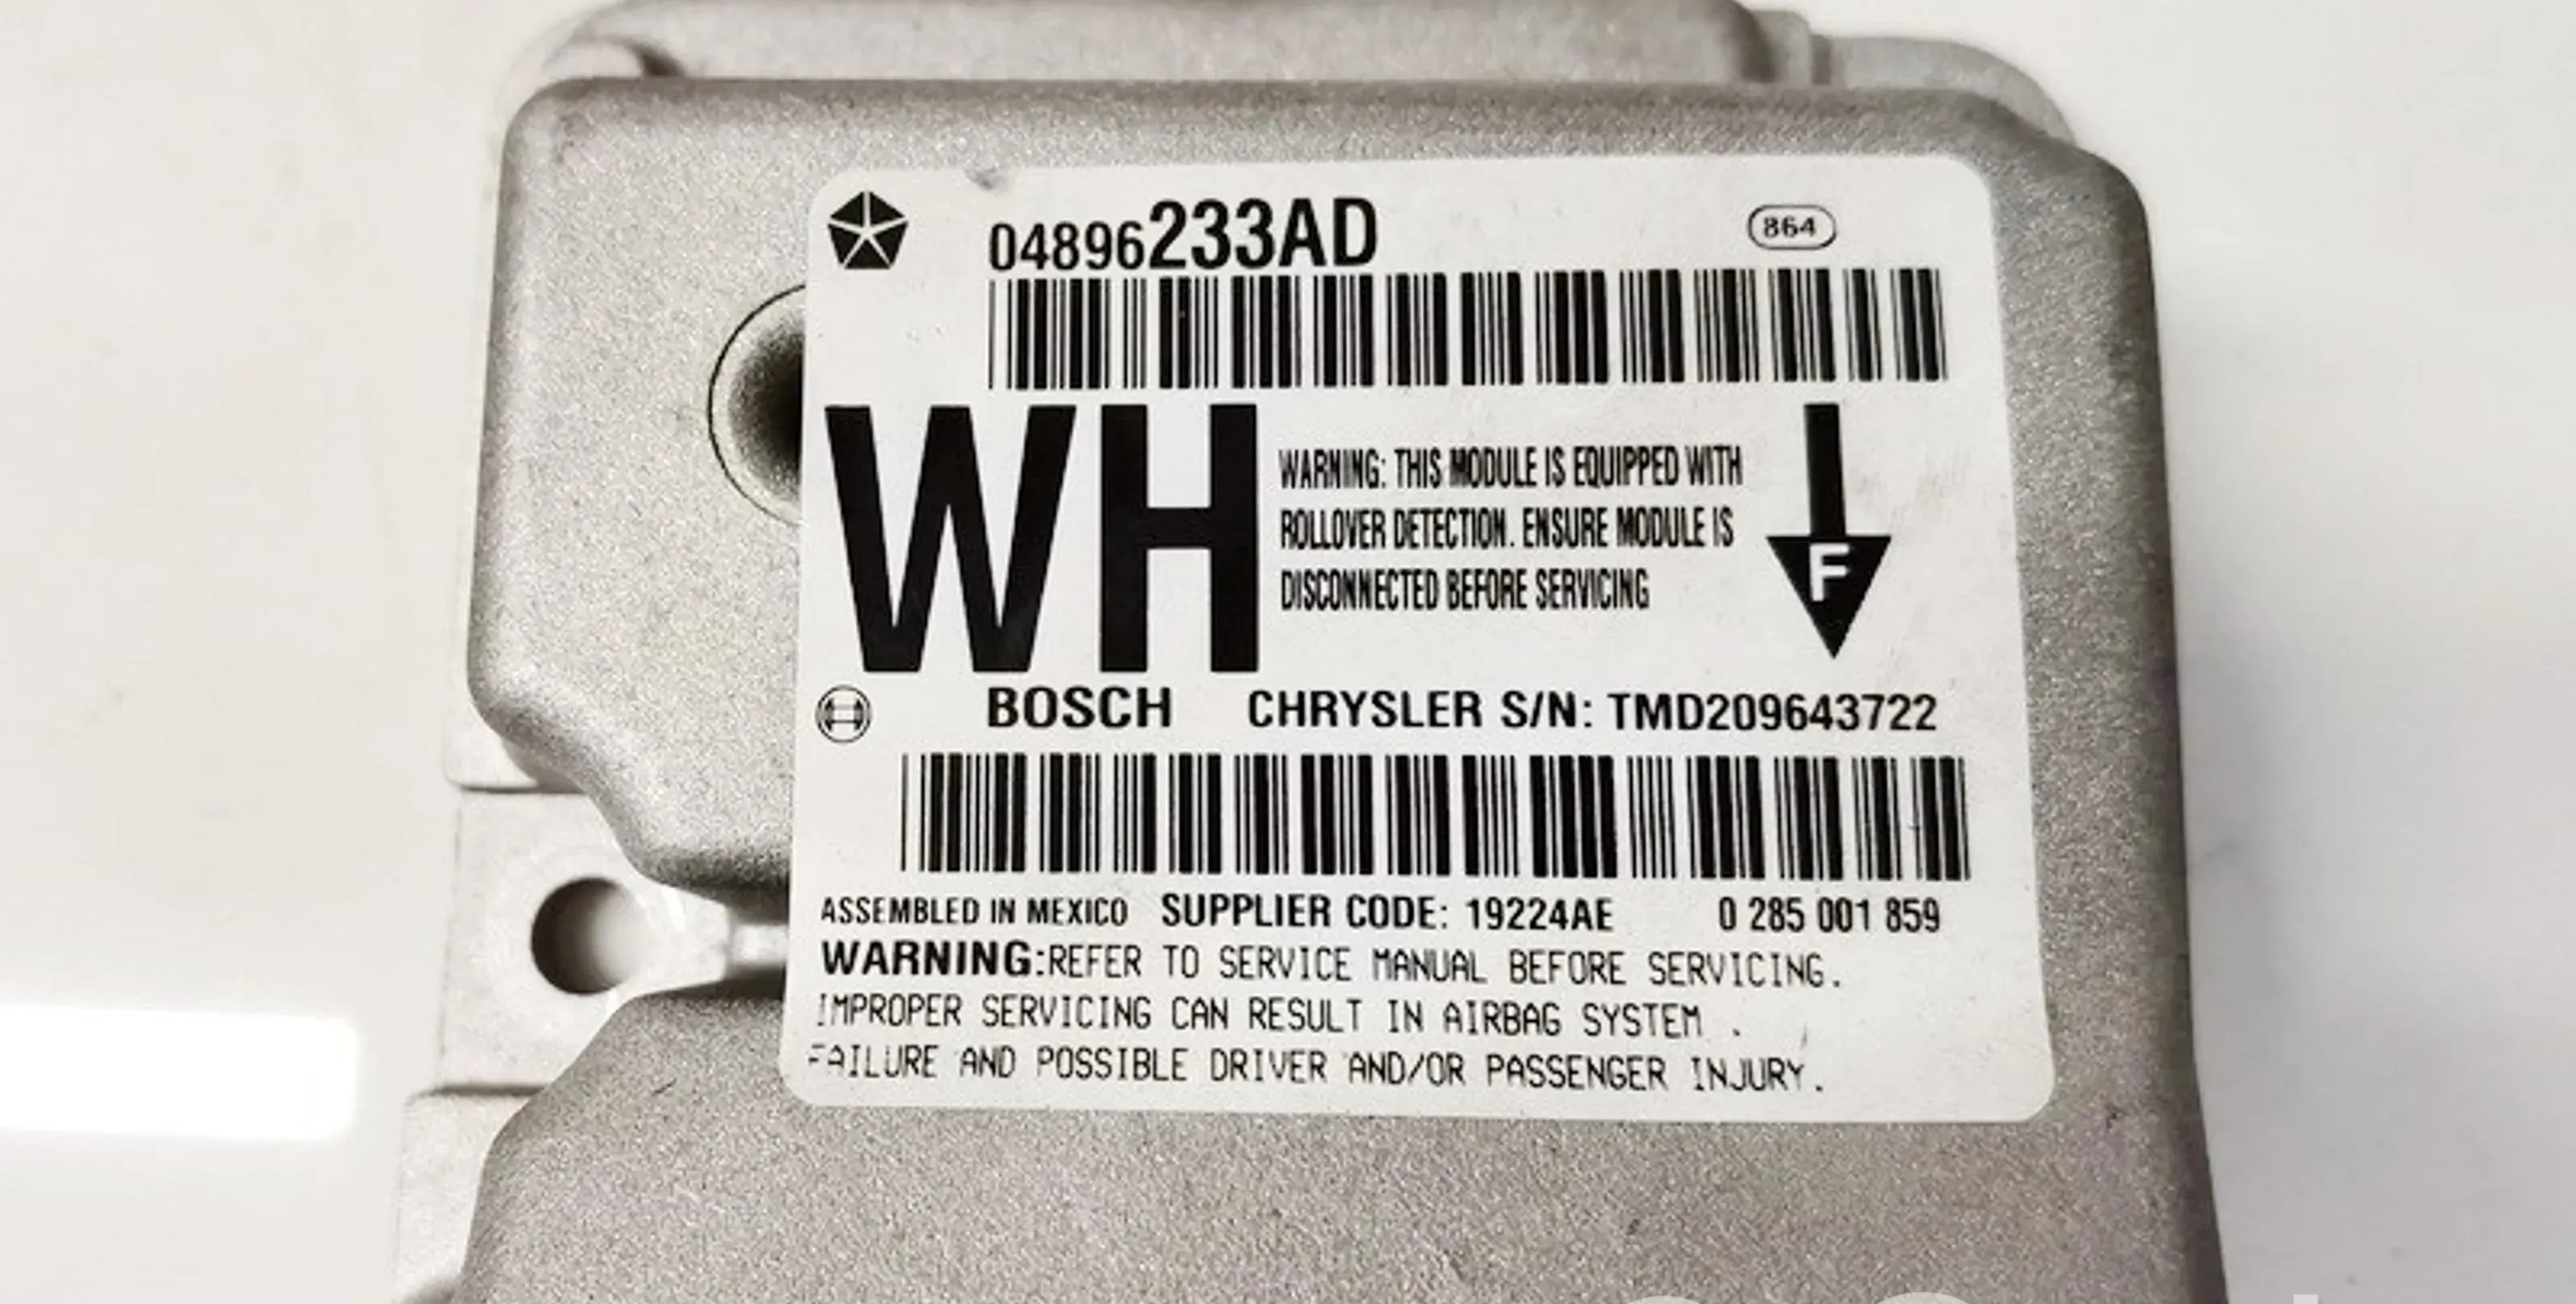 04896233AD
864
WH
WARNING: THIS MODULE IS EQUIPPED WITH
ROLLOVER DETECTION. ENSURE MODULE IS
DISCONNECTED BEFORE SERVICING
F
BOSCH CHRYSLER S/N: TMD209643722
ASSEMBLED IN MEXICO SUPPLIER CODE: 19224AE 0 285 001 859
WARNING:REFER TO SERVICE MANUAL BEFORE SERVICING.
IMPROPER SERVICING CAN RESULT IN AIRBAG SYSTEM .
FAILURE AND POSSIBLE DRIVER AND/OR PASSENGER INJURY.